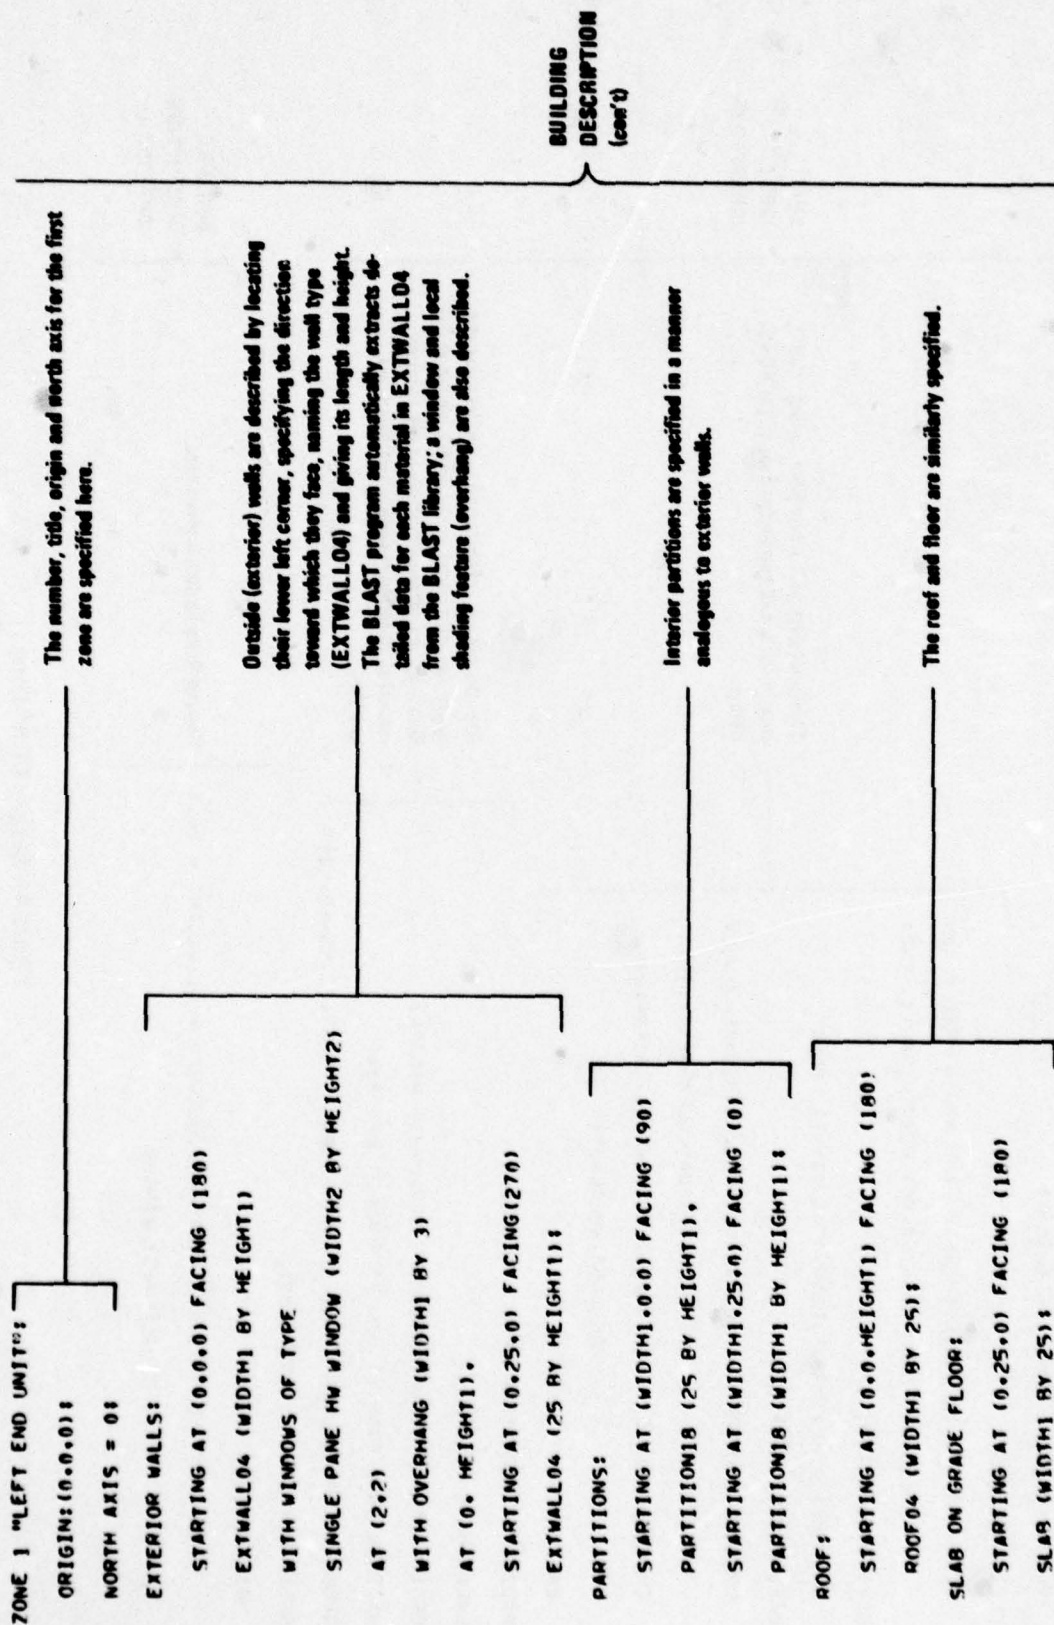 ZONE 1 "LEFT END UNIT":
ORIGIN:(0,0,0);
NORTH AXIS = 0;
EXTERIOR WALLS:
STARTING AT (0,0,0) FACING (180)
EXTWALL04 (WIDTH1 BY HEIGHT1)
WITH WINDOWS OF TYPE
SINGLE PANE HW WINDOW (WIDTH2 BY HEIGHT2)
AT (2,2)
WITH OVERHANG (WIDTH1 BY 3)
AT (0, HEIGHT1),
STARTING AT (0,25,0) FACING(270)
EXTWALL04 (25 BY HEIGHT1);
PARTITIONS:
STARTING AT (WIDTH1,0,0) FACING (90)
PARTITION18 (25 BY HEIGHT1),
STARTING AT (WIDTH1,25,0) FACING (0)
PARTITION18 (WIDTH1 BY HEIGHT1);
ROOF:
STARTING AT (0,0,HEIGHT1) FACING (180)
ROOF04 (WIDTH1 BY 25);
SLAB ON GRADE FLOOR:
STARTING AT (0,25,0) FACING (180)
SLAB (WIDTH1 BY 25);
The number, title, origin and north axis for the first
zone are specified here.
Outside (exterior) walls are described by locating
their lower left corner, specifying the direction
toward which they face, naming the wall type
(EXTWALL04) and giving its length and height.
The BLAST program automatically extracts de-
tailed data for each material in EXTWALL04
from the BLAST library; a window and local
shading feature (overhang) are also described.
Interior partitions are specified in a manner
analogous to exterior walls.
The roof and floor are similarly specified.
BUILDING
DESCRIPTION
(con't)